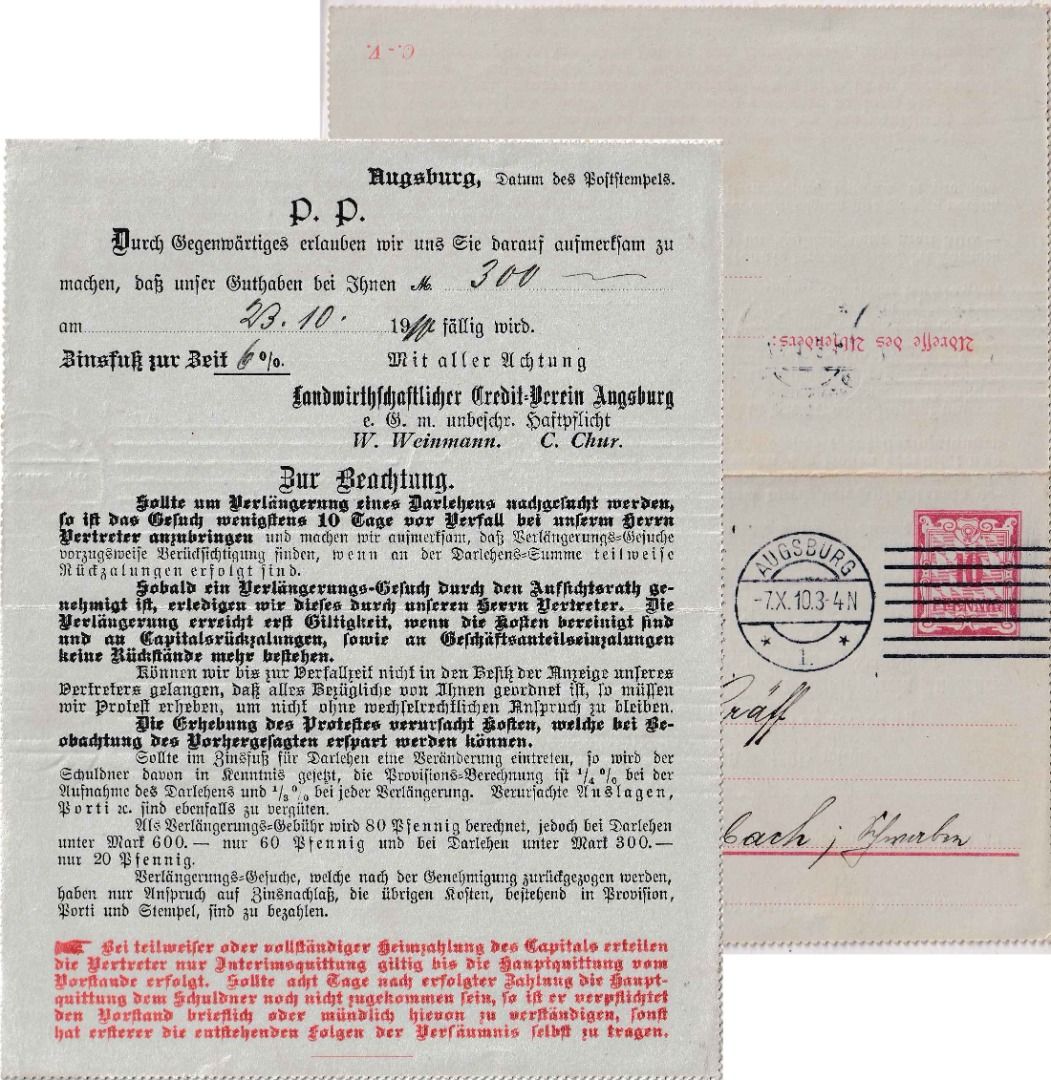 Augsburg, Datum des Poststempels.
P. P.
Durch Gegenwärtiges erlauben wir uns Sie darauf aufmerksam zu
machen, daß unser Guthaben bei Ihnen M. 300
am 23. 10. 1910 fällig wird.
Zinsfuß zur Zeit 6%. Mit aller Achtung
Landwirthschaftlicher Credit-Verein Augsburg
e. G. m. unbeschr. Haftpflicht
W. Weinmann. C. Chur.
Zur Beachtung.
Sollte um Verlängerung eines Darlehens nachgesucht werden,
so ist das Gesuch wenigstens 10 Tage vor Verfall bei unserm Herrn
Vertreter anzubringen und machen wir aufmerksam, daß Verlängerungs-Gesuche
vorzugsweise Berücksichtigung finden, wenn an der Darlehens-Summe teilweise
Rückzalungen erfolgt sind.
Sobald ein Verlängerungs-Gesuch durch den Aufsichtsrath ge-
nehmigt ist, erledigen wir dieses durch unseren Herrn Vertreter. Die
Verlängerung erreicht erst Giltigkeit, wenn die Kosten bereinigt sind
und an Capitalsrückzalungen, sowie an Geschäftsanteilseinzalungen
keine Rückstände mehr bestehen.
Können wir bis zur Verfallzeit nicht in den Besitz der Anzeige unseres
Vertreters gelangen, daß alles Bezügliche von Ihnen geordnet ist, so müssen
wir Protest erheben, um nicht ohne wechselrechtlichen Anspruch zu bleiben.
Die Erhebung des Protestes verursacht Kosten, welche bei Be-
obachtung des Vorhergesagten erspart werden können.
Sollte im Zinsfuß für Darlehen eine Veränderung eintreten, so wird der
Schuldner davon in Kenntnis gesetzt, die Provisions-Berechnung ist 1/4 % bei der
Aufnahme des Darlehens und 1/8 % bei jeder Verlängerung. Verursachte Auslagen,
Porti ꝛc. sind ebenfalls zu vergüten.
Als Verlängerungs-Gebühr wird 80 Pfennig berechnet, jedoch bei Darlehen
unter Mark 600.— nur 60 Pfennig und bei Darlehen unter Mark 300.—
nur 20 Pfennig.
Verlängerungs-Gesuche, welche nach der Genehmigung zurückgezogen werden,
haben nur Anspruch auf Zinsnachlaß, die übrigen Kosten, bestehend in Provision,
Porti und Stempel, sind zu bezahlen.
Bei teilweiser oder vollständiger Heimzahlung des Capitals erteilen
die Vertreter nur Interimsquittung giltig bis die Hauptquittung vom
Vorstande erfolgt. Sollte acht Tage nach erfolgter Zahlung die Haupt-
quittung dem Schuldner noch nicht zugekommen sein, so ist er verpflichtet
den Vorstand brieflich oder mündlich hievon zu verständigen, sonst
hat ersterer die entstehenden Folgen der Versäumnis selbst zu tragen.
C.-V.
Adresse des Absenders:
AUGSBURG
-7.X.10.3-4N
1.
10
PFENNIG
räff
bach, Schwerben